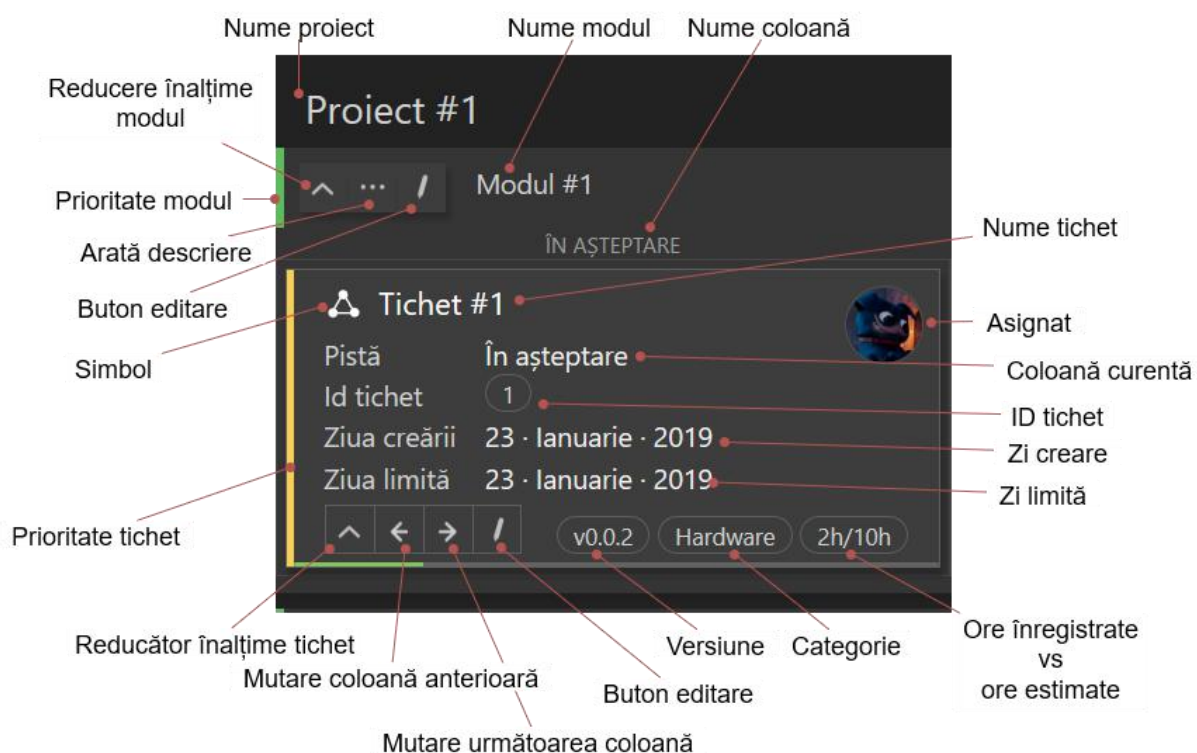 Nume proiect
Nume modul
Nume coloană
Reducere înalțime
modul
Proiect #1
Prioritate modul
Modul #1
Arată descriere
ÎN AȘTEPTARE
Nume tichet
Buton editare
Tichet #1
Asignat
Simbol
Pistă
În așteptare
Coloană curentă
Id tichet
1
ID tichet
Ziua creării
23 · Ianuarie · 2019
Zi creare
Ziua limită
23 · Ianuarie · 2019
Zi limită
Prioritate tichet
v0.0.2
Hardware
2h/10h
Reducător înalțime tichet
Versiune
Categorie
Ore înregistrate
vs
ore estimate
Mutare coloană anterioară
Buton editare
Mutare următoarea coloană